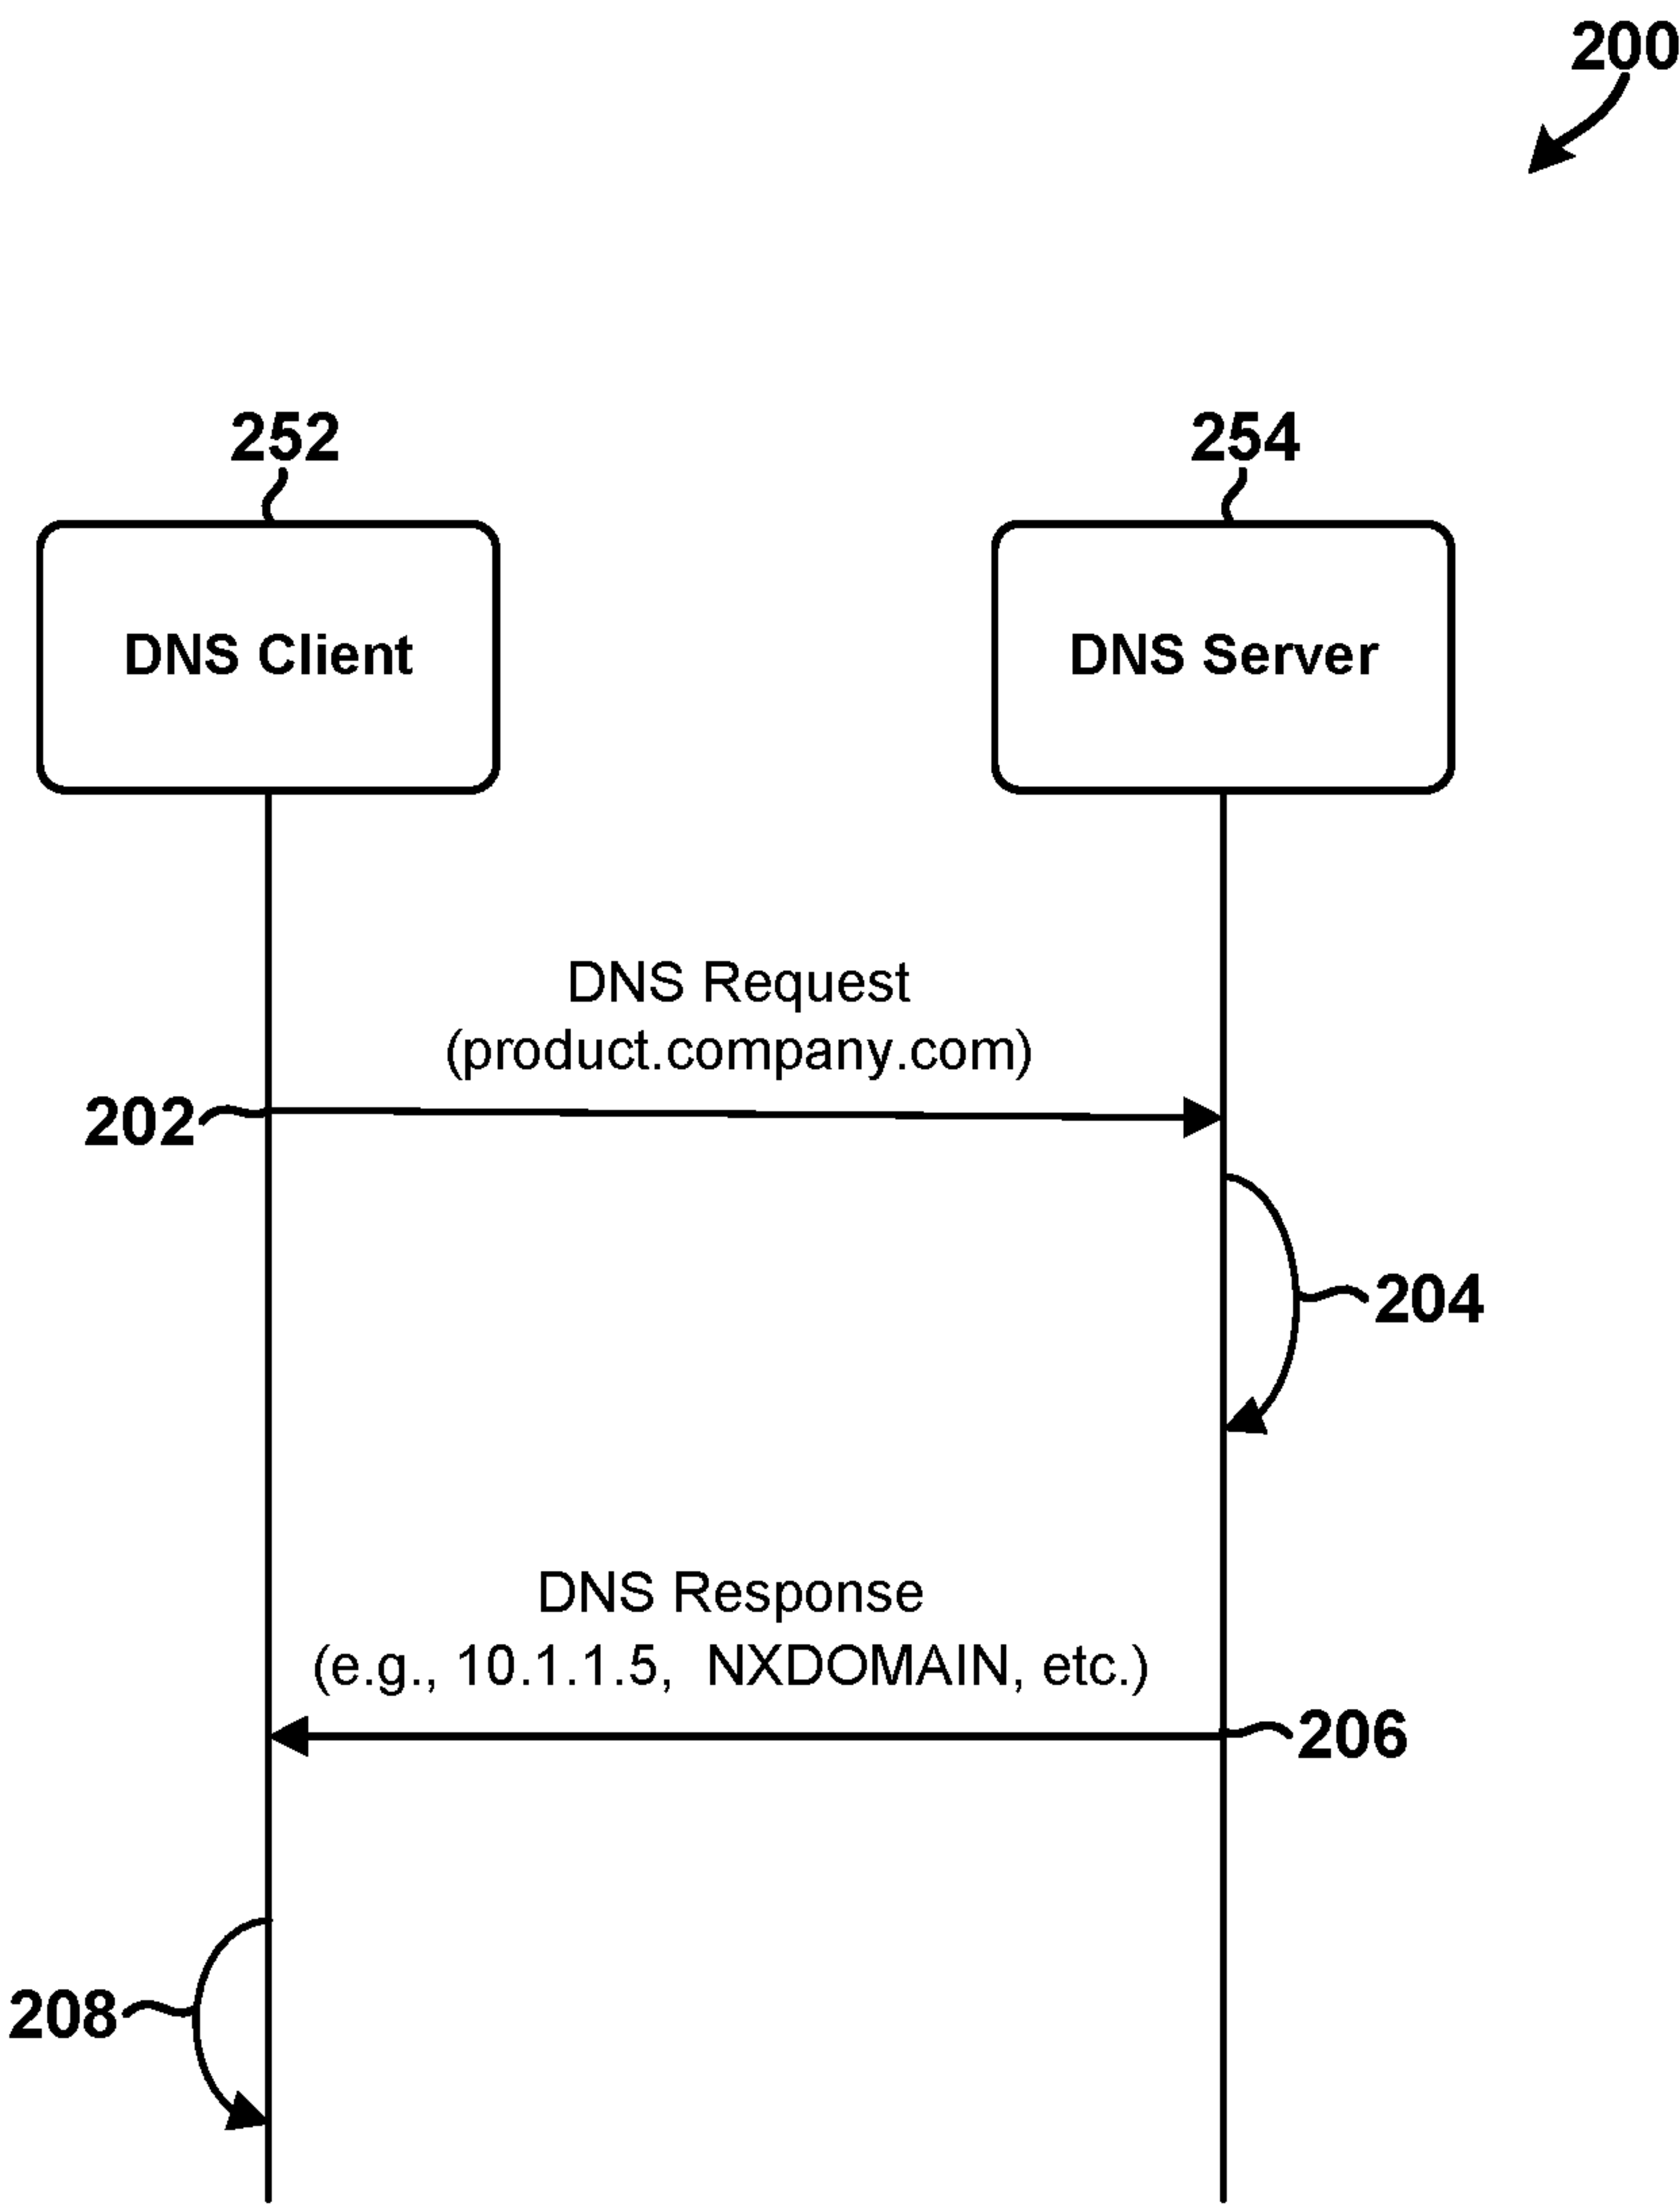 200
252
254
DNS Client
DNS Server
DNS Request
(product.company.com)
202
204
DNS Response
(e.g., 10.1.1.5, NXDOMAIN, etc.)
206
208